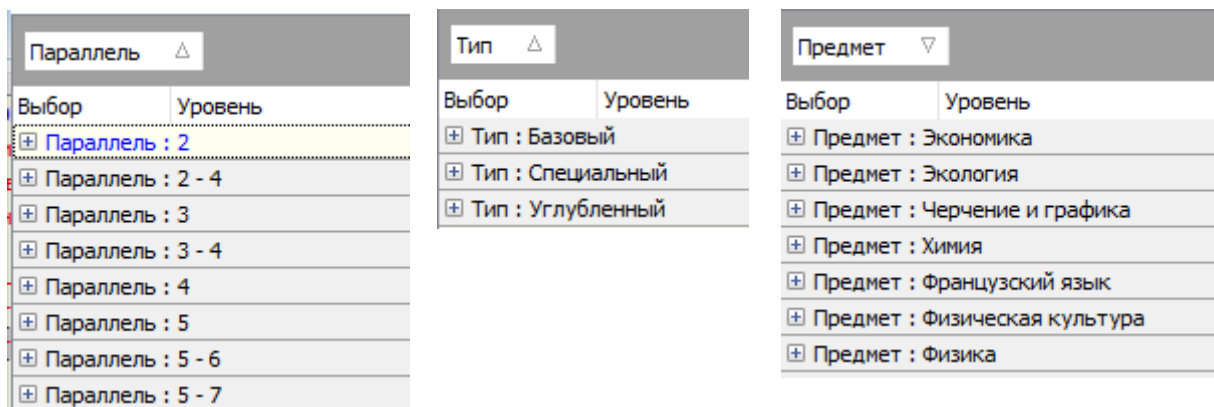 Параллель
Выбор Уровень
Параллель : 2
Параллель : 2 - 4
Параллель : 3
Параллель : 3 - 4
Параллель : 4
Параллель : 5
Параллель : 5 - 6
Параллель : 5 - 7
Тип
Выбор Уровень
Тип : Базовый
Тип : Специальный
Тип : Углубленный
Предмет
Выбор Уровень
Предмет : Экономика
Предмет : Экология
Предмет : Черчение и графика
Предмет : Химия
Предмет : Французский язык
Предмет : Физическая культура
Предмет : Физика